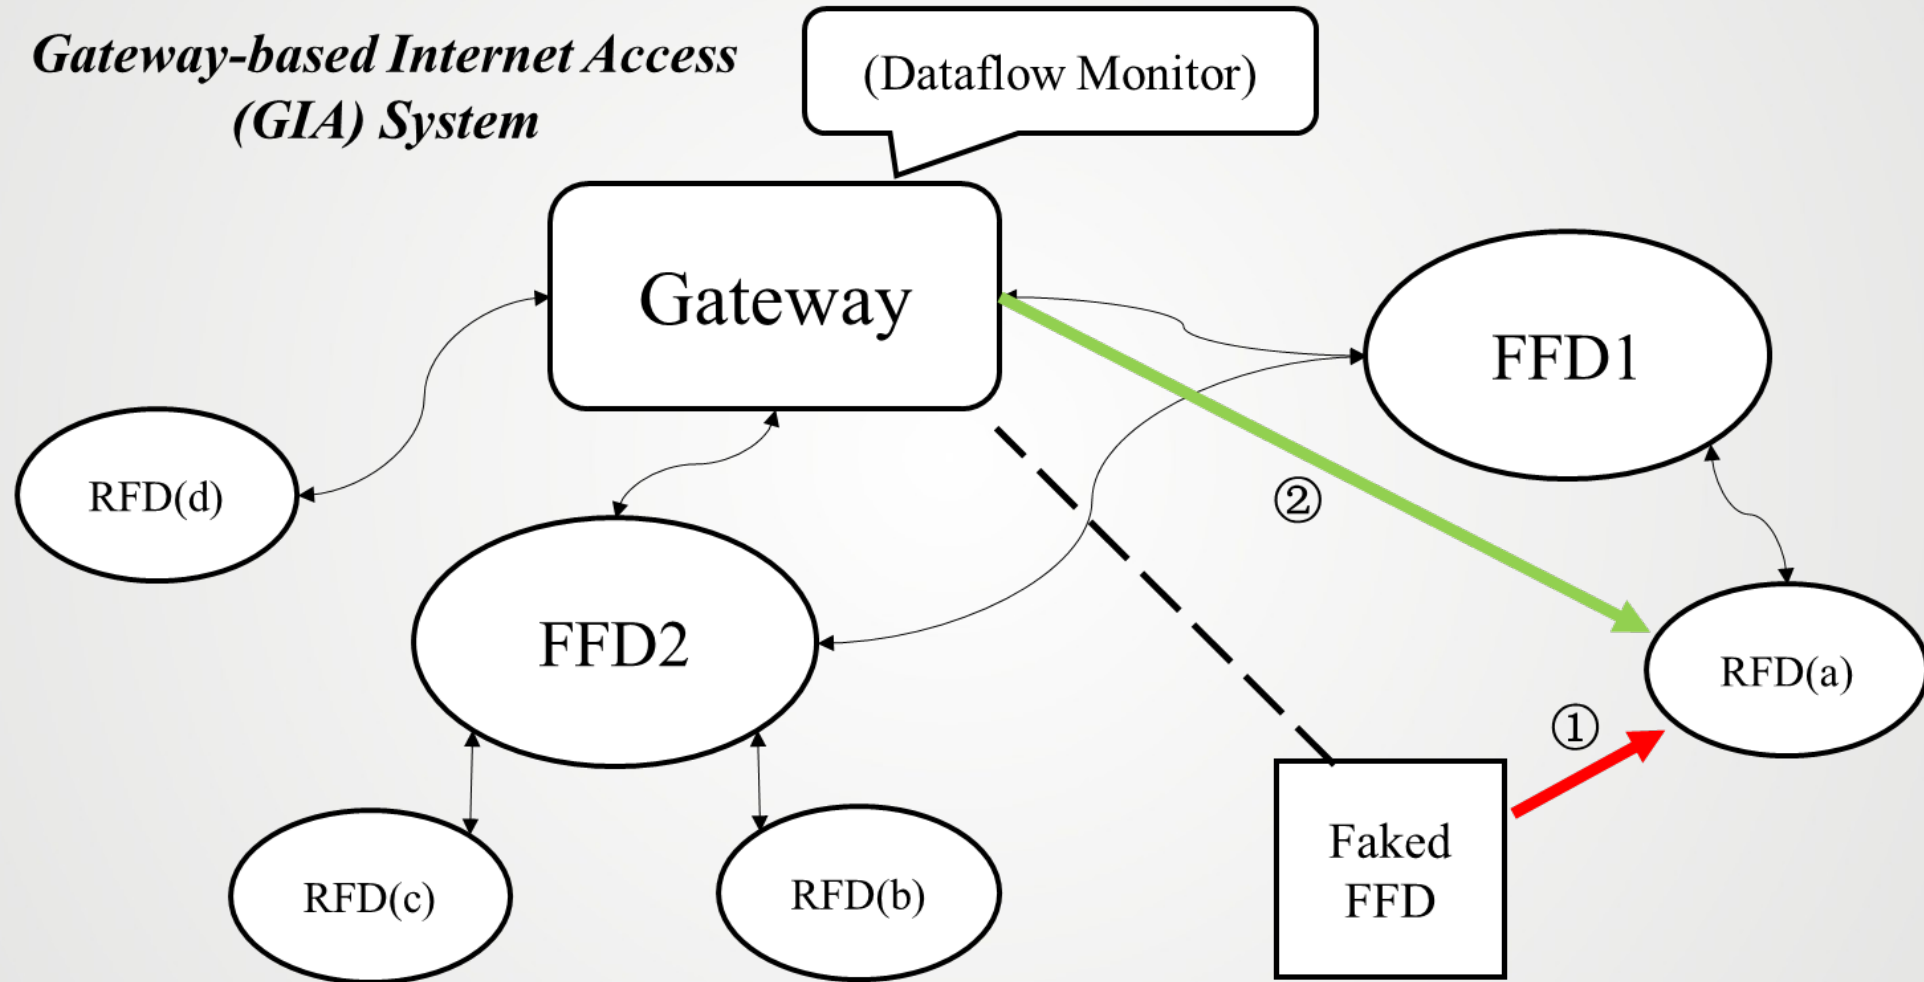 Gateway-based Internet Access
(GIA) System
(Dataflow Monitor)
Gateway
FFD1
RFD(d)
②
FFD2
RFD(a)
①
Faked
FFD
RFD(c)
RFD(b)